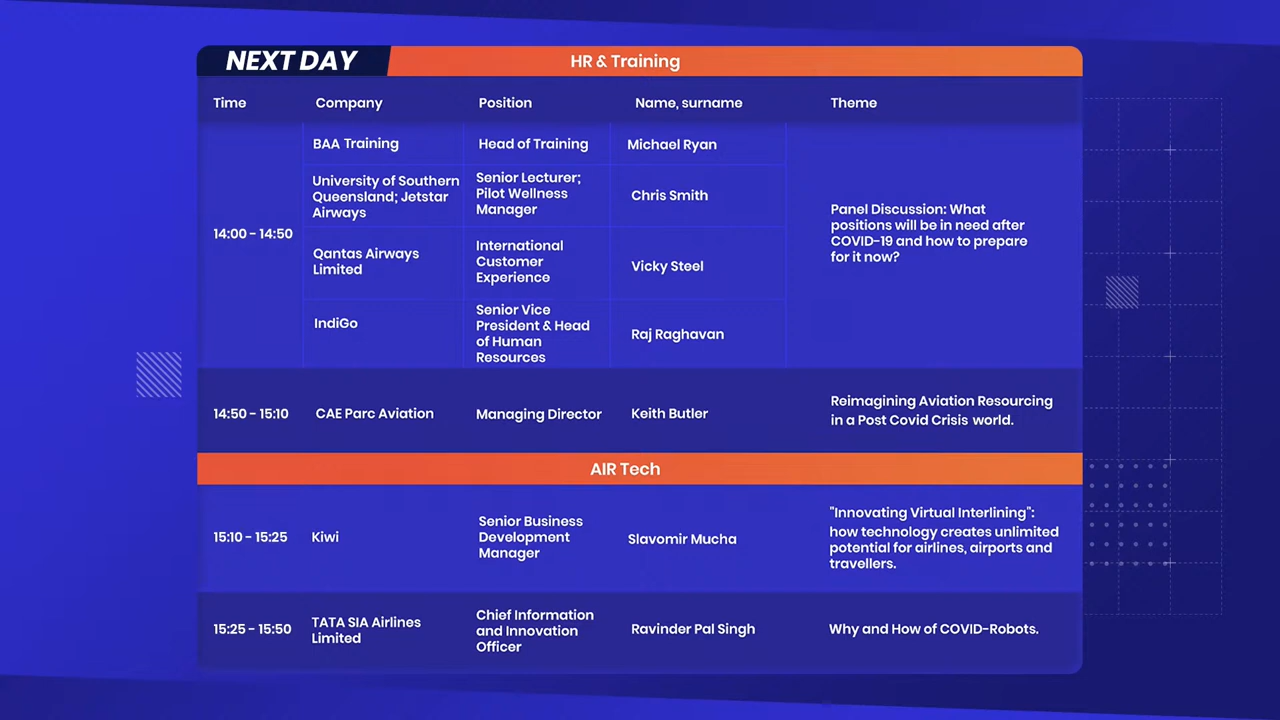 NEXT DAY
HR & Training
Time
Company
Position
Name, surname
Theme
14:00 - 14:50
BAA Training
Head of Training
Michael Ryan
University of Southern
Queensland; Jetstar
Airways
Senior Lecturer;
Pilot Wellness
Manager
Chris Smith
Qantas Airways
Limited
International
Customer
Experience
Vicky Steel
IndiGo
Senior Vice
President & Head
of Human
Resources
Raj Raghavan
Panel Discussion: What
positions will be in need after
COVID-19 and how to prepare
for it now?
14:50 - 15:10
CAE Parc Aviation
Managing Director
Keith Butler
Reimagining Aviation Resourcing
in a Post Covid Crisis world.
AIR Tech
15:10 - 15:25
Kiwi
Senior Business
Development
Manager
Slavomir Mucha
"Innovating Virtual Interlining":
how technology creates unlimited
potential for airlines, airports and
travellers.
15:25 - 15:50
TATA SIA Airlines
Limited
Chief Information
and Innovation
Officer
Ravinder Pal Singh
Why and How of COVID-Robots.